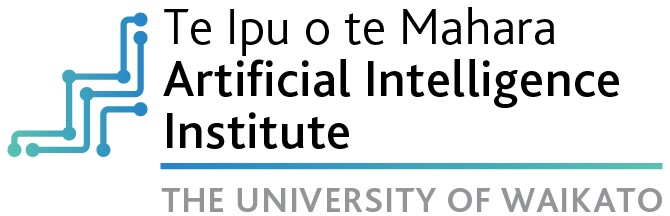 Te Ipu o te Mahara
Artificial Intelligence
Institute
THE UNIVERSITY OF WAIKATO